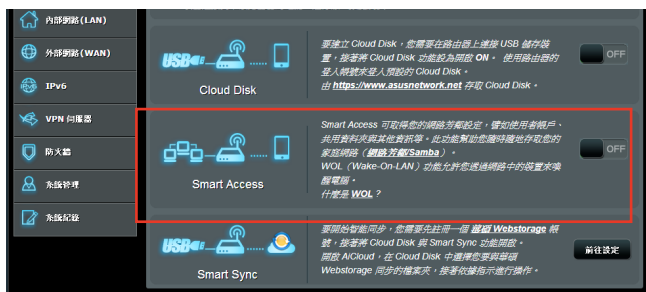 內部網路(LAN)
外部網路(WAN)
IPv6
VPN 伺服器
防火牆
系統管理
系統記錄
USB
Cloud Disk
要建立 Cloud Disk，您需要在路由器上連接 USB 儲存裝
置，接著將 Cloud Disk 功能設為開啟 ON。 使用路由器的
登入帳號來登入預設的 Cloud Disk。
由 https://www.asusnetwork.net 存取 Cloud Disk。
OFF
Smart Access
Smart Access 可取得您的網路芳鄰設定，譬如使用者帳戶、
共用資料夾與其他資訊等。此功能幫助您隨時隨地存取您的
家庭網路（網路芳鄰/Samba）。
WOL（Wake-On-LAN）功能允許您透過網路中的裝置來喚
醒電腦。
什麼是 WOL？
OFF
USB
Smart Sync
要開始智能同步，您需要先註冊一個 華碩 Webstorage 帳
號，接著將 Cloud Disk 與 Smart Sync 功能開啟。
開啟 AiCloud，在 Cloud Disk 中選擇您要與華碩
Webstorage 同步的檔案夾，接著依據指示進行操作。
前往設定